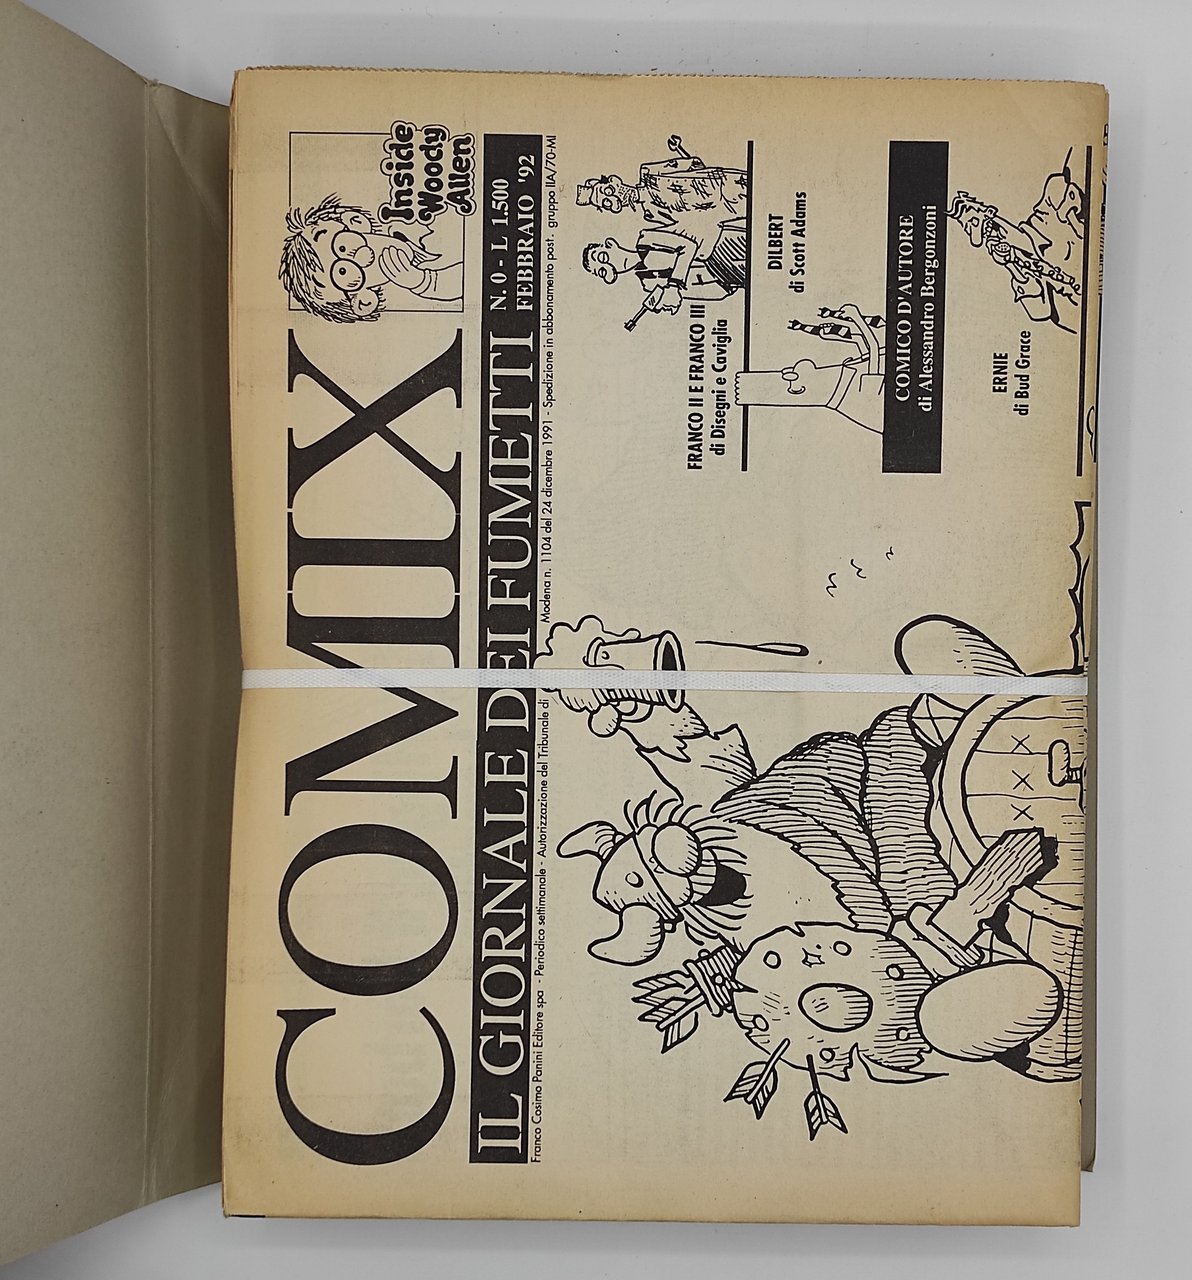 COMIX
Inside
Woody
Allen
IL GIORNALE DEI FUMETTI
N. 0 - L 1.500
FEBBRAIO '92
Franco Cosimo Panini Editore spa - Periodico settimanale - Autorizzazione del Tribunale di Modena n. 1104 del 24 dicembre 1991 - Spedizione in abbonamento post. gruppo IIA/70-MI
FRANCO II E FRANCO III
di Disegni e Caviglia
DILBERT
di Scott Adams
COMICO D'AUTORE
di Alessandro Bergonzoni
ERNIE
di Bud Grace
XXX